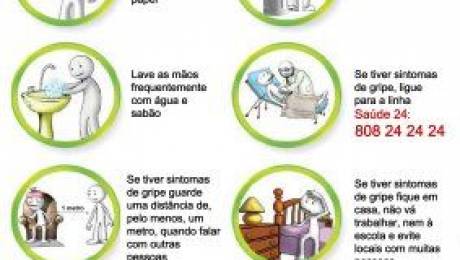 papel
Lave as mãos
frequentemente
com água e
sabão
Se tiver sintomas
de gripe, ligue
para a linha
Saúde 24:
808 24 24 24
Se tiver sintomas
de gripe guarde
uma distância de,
pelo menos, um
metro, quando falar
com outras
pessoas
1 metro
Se tiver sintomas
de gripe fique em
casa, não vá
trabalhar, nem à
escola e evite
locais com muitas
pessoas